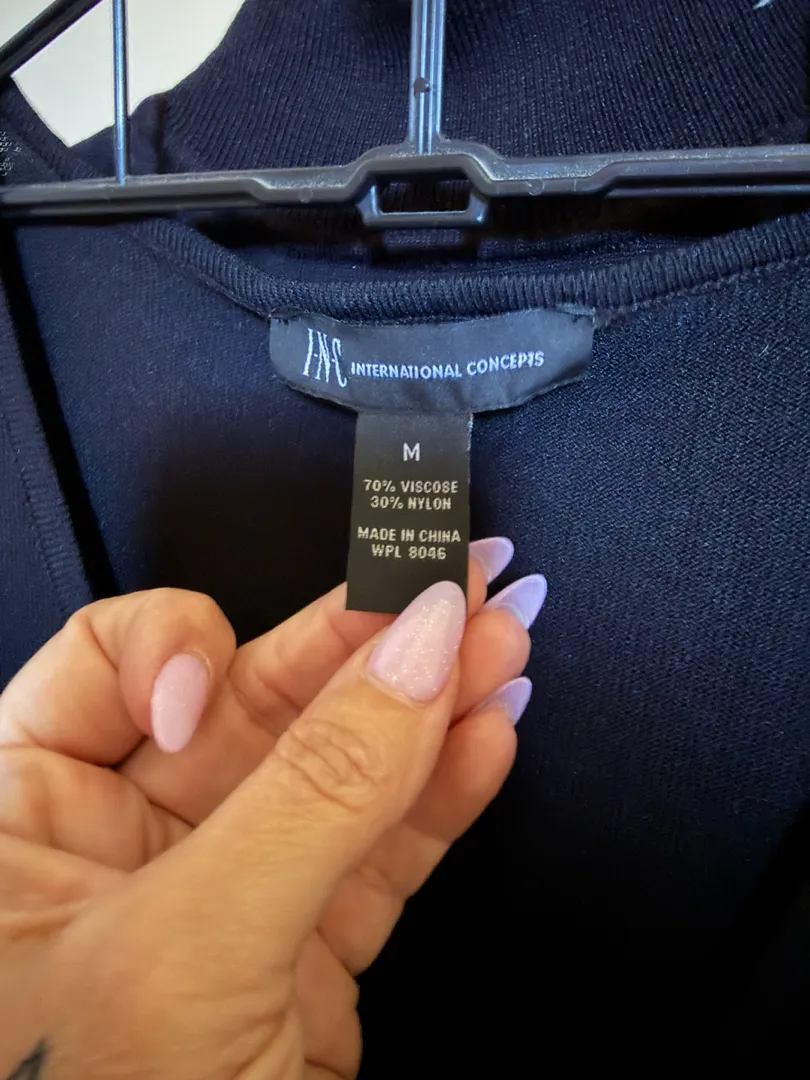 I·N·C INTERNATIONAL CONCEPTS
M
70% VISCOSE
30% NYLON
MADE IN CHINA
WPL 8046